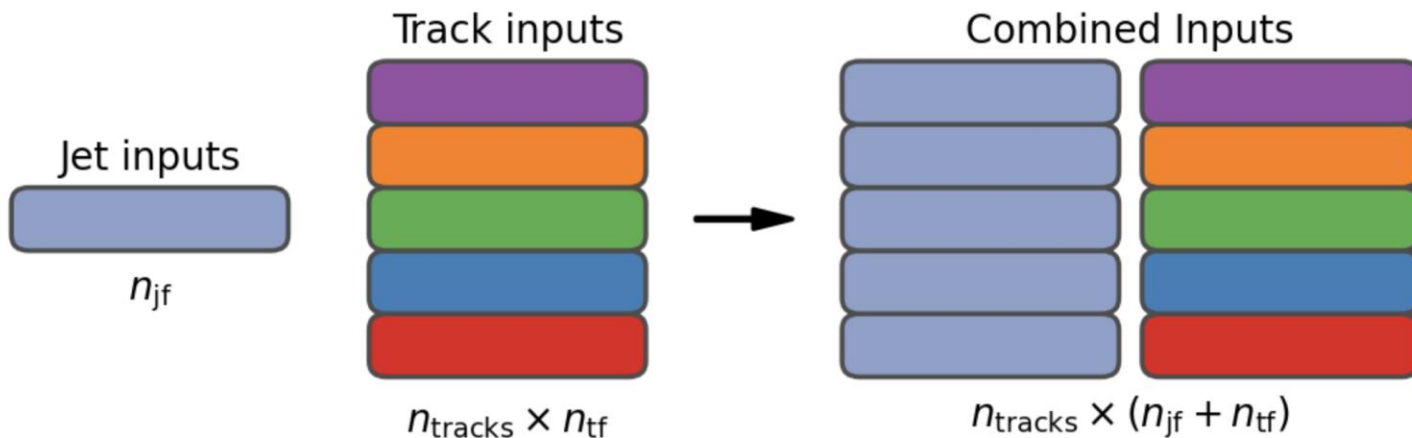 Jet inputs
n_jf
Track inputs
n_tracks × n_tf
Combined Inputs
n_tracks × (n_jf + n_tf)